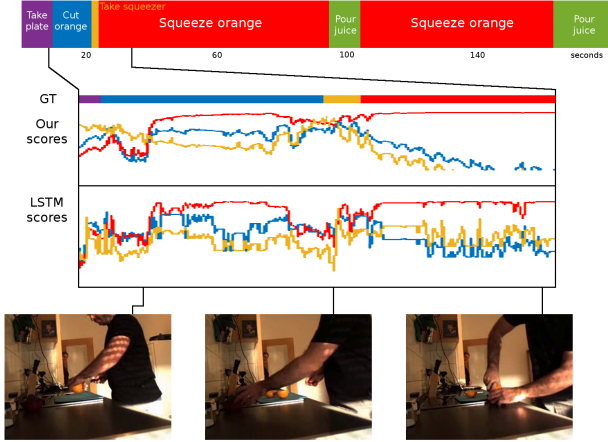 Take squeezer
Take
plate
Cut
orange
Squeeze orange
Pour
juice
Squeeze orange
Pour
juice
20
60
100
140
seconds
GT
Our
scores
LSTM
scores